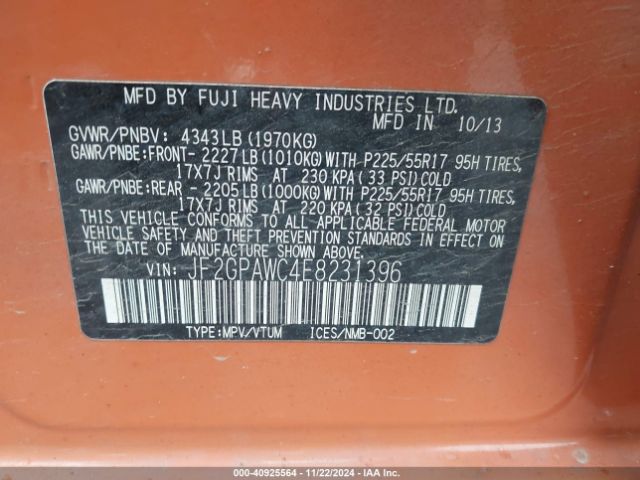 MFD BY FUJI HEAVY INDUSTRIES LTD.
MFD IN 10/13
GVWR/PNBV: 4343LB(1970KG)
GAWR/PNBE:FRONT- 2227LB(1010KG)WITH P225/55R17 95H TIRES,
17X7J RIMS AT 230 KPA(33 PSI)COLD
GAWR/PNBE:REAR - 2205LB(1000KG)WITH P225/55R17 95H TIRES,
17X7J RIMS AT 220 KPA(32 PSI)COLD
THIS VEHICLE CONFORMS TO ALL APPLICABLE FEDERAL MOTOR
VEHICLE SAFETY AND THEFT PREVENTION STANDARDS IN EFFECT ON
THE DATE OF MANUFACTURE SHOWN ABOVE.
VIN: JF2GPAWC4E8231396
TYPE:MPV/VTUM ICES/NMB-002
000-40925564 - 11/22/2024 - IAAI.COM